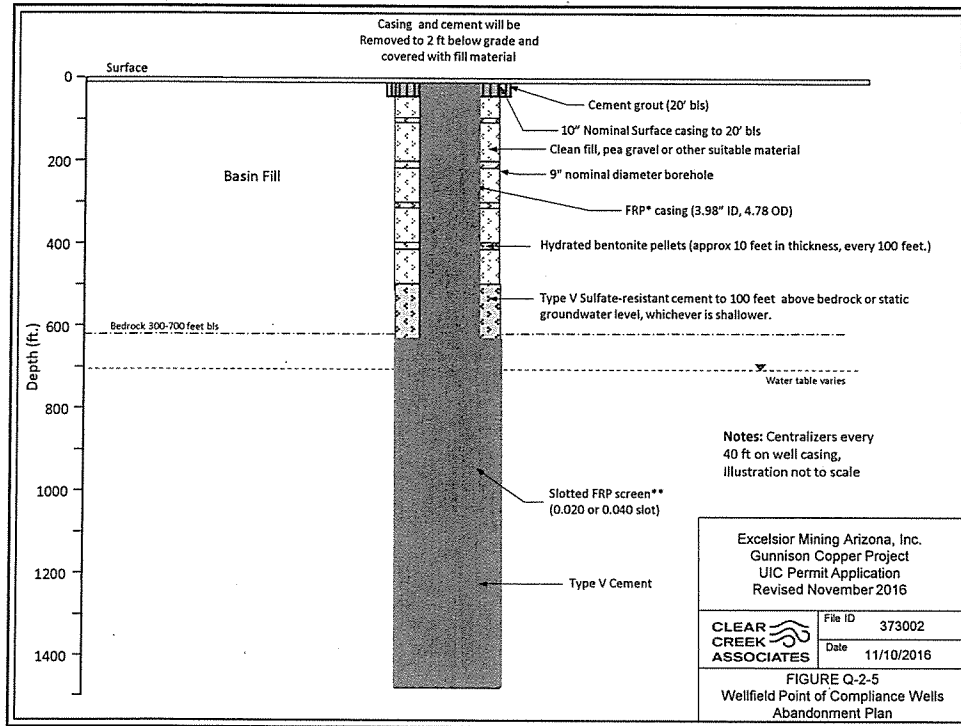 Casing and cement will be
Removed to 2 ft below grade and
covered with fill material
Surface
0
200
400
600
800
1000
1200
1400
Depth (ft.)
Basin Fill
Cement grout (20' bls)
10" Nominal Surface casing to 20' bls
Clean fill, pea gravel or other suitable material
9" nominal diameter borehole
FRP* casing (3.98" ID, 4.78 OD)
Hydrated bentonite pellets (approx 10 feet in thickness, every 100 feet.)
Type V Sulfate-resistant cement to 100 feet above bedrock or static
groundwater level, whichever is shallower.
Bedrock 300-700 feet bls
Water table varies
Notes: Centralizers every
40 ft on well casing,
Illustration not to scale
Slotted FRP screen**
(0.020 or 0.040 slot)
Type V Cement
Excelsior Mining Arizona, Inc.
Gunnison Copper Project
UIC Permit Application
Revised November 2016
CLEAR
CREEK
ASSOCIATES
File ID 373002
Date 11/10/2016
FIGURE Q-2-5
Wellfield Point of Compliance Wells
Abandonment Plan